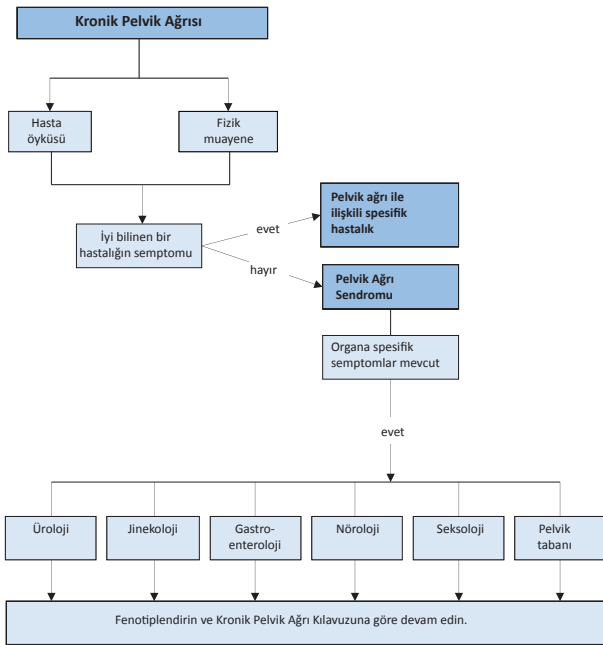 Kronik Pelvik Ağrısı
Hasta
öyküsü
Fizik
muayene
İyi bilinen bir
hastalığın semptomu
evet
hayır
Pelvik ağrı ile
ilişkili spesifik
hastalık
Pelvik Ağrı
Sendromu
Organa spesifik
semptomlar mevcut
evet
Üroloji
Jinekoloji
Gastro-
enteroloji
Nöroloji
Seksoloji
Pelvik
tabanı
Fenotiplendirin ve Kronik Pelvik Ağrı Kılavuzuna göre devam edin.